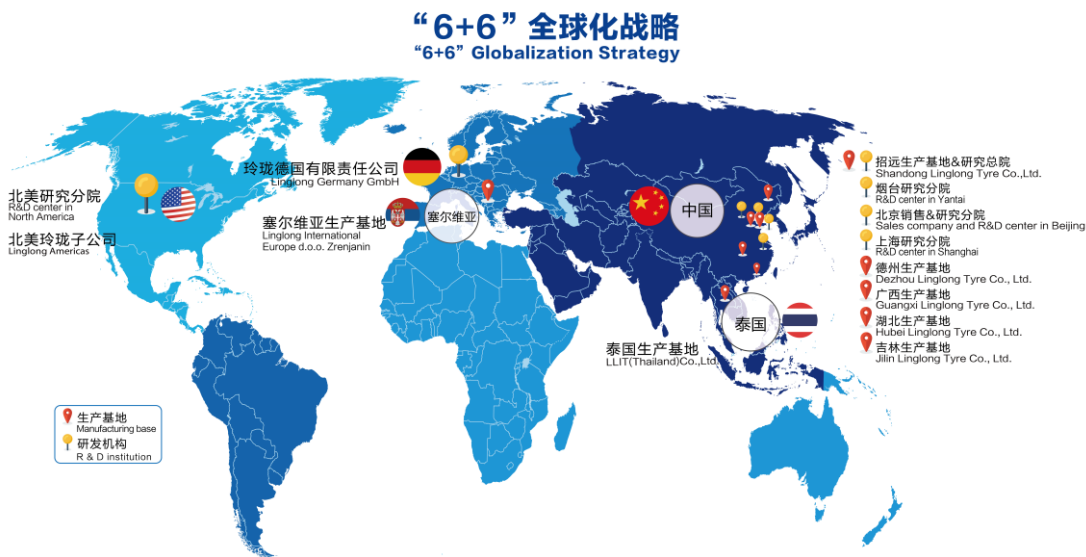 “6+6”全球化战略
“6+6” Globalization Strategy
玲珑德国有限责任公司
Linglong Germany GmbH
北美研究分院
R&D center in
North America
北美玲珑子公司
Linglong Americas
塞尔维亚生产基地
Linglong International
Europe d.o.o. Zrenjanin
塞尔维亚
中国
泰国
泰国生产基地
LLIT(Thailand)Co.,Ltd.
招远生产基地&研究总院
Shandong Linglong Tyre Co.,Ltd.
烟台研究分院
R&D center in Yantai
北京销售&研究分院
Sales company and R&D center in Beijing
上海研究分院
R&D center in Shanghai
德州生产基地
Dezhou Linglong Tyre Co., Ltd.
广西生产基地
Guangxi Linglong Tyre Co., Ltd.
湖北生产基地
Hubei Linglong Tyre Co., Ltd.
吉林生产基地
Jilin Linglong Tyre Co., Ltd.
生产基地
Manufacturing base
研发机构
R & D institution